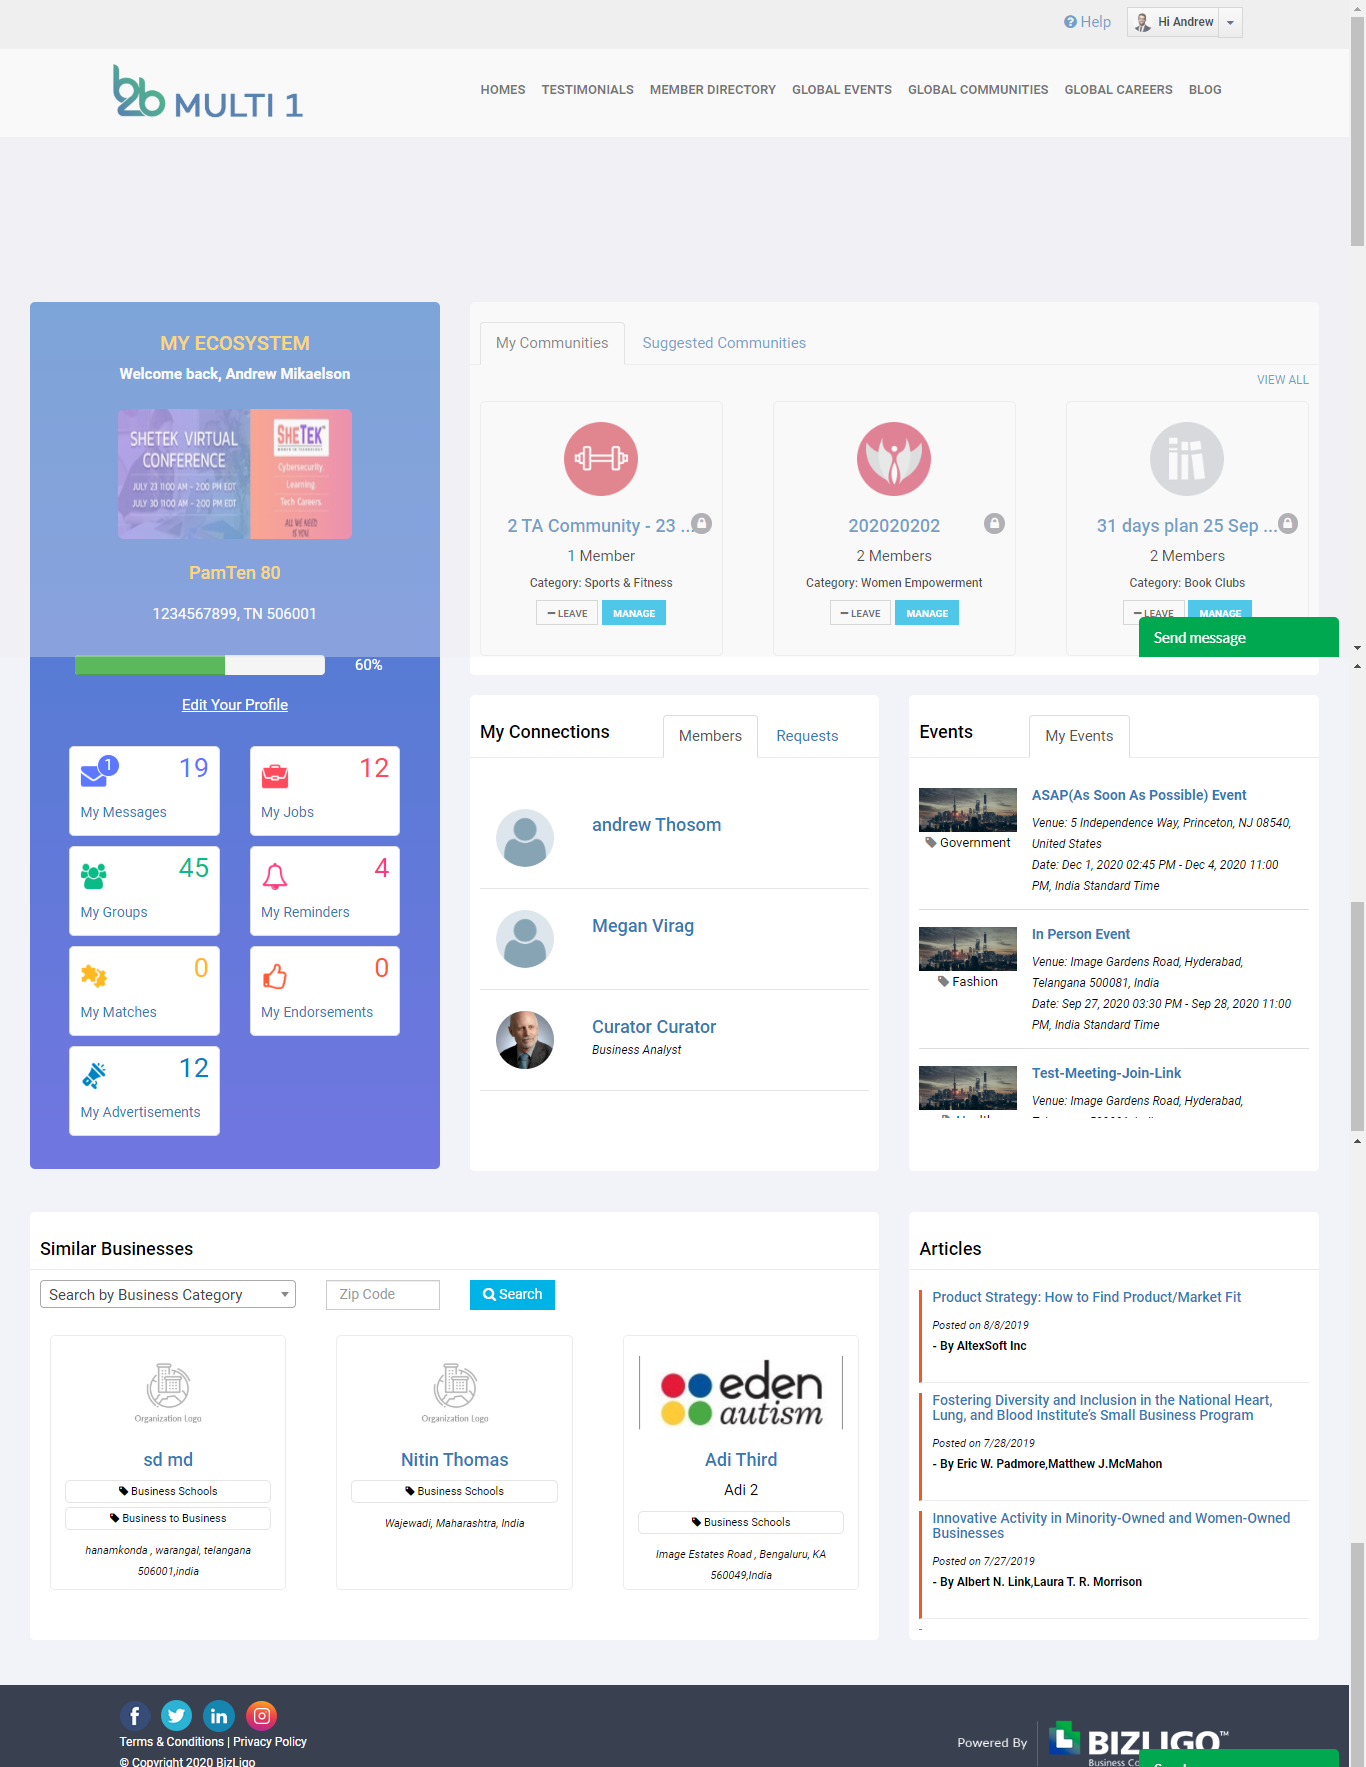 Help
Hi Andrew
b2b MULTI 1
HOMES TESTIMONIALS MEMBER DIRECTORY GLOBAL EVENTS GLOBAL COMMUNITIES GLOBAL CAREERS BLOG
MY ECOSYSTEM
Welcome back, Andrew Mikaelson
SHETEK VIRTUAL CONFERENCE
JULY 23 11:00 AM - 2:00 PM EDT
JULY 30 11:00 AM - 2:00 PM EDT
SHETEK
WOMEN IN TECHNOLOGY
Cybersecurity.
Learning.
Tech Careers.
ALL WE NEED
IS YOU.
PamTen 80
1234567899, TN 506001
60%
Edit Your Profile
1 19
My Messages
12
My Jobs
45
My Groups
4
My Reminders
0
My Matches
0
My Endorsements
12
My Advertisements
My Communities Suggested Communities
VIEW ALL
2 TA Community - 23 ...
1 Member
Category: Sports & Fitness
LEAVE MANAGE
202020202
2 Members
Category: Women Empowerment
LEAVE MANAGE
31 days plan 25 Sep ...
2 Members
Category: Book Clubs
LEAVE MANAGE
Send message
My Connections Members Requests
andrew Thosom
Megan Virag
Curator Curator
Business Analyst
Events My Events
ASAP(As Soon As Possible) Event
Government
Venue: 5 Independence Way, Princeton, NJ 08540,
United States
Date: Dec 1, 2020 02:45 PM - Dec 4, 2020 11:00
PM, India Standard Time
In Person Event
Fashion
Venue: Image Gardens Road, Hyderabad,
Telangana 500081, India
Date: Sep 27, 2020 03:30 PM - Sep 28, 2020 11:00
PM, India Standard Time
Test-Meeting-Join-Link
Venue: Image Gardens Road, Hyderabad,
Similar Businesses
Search by Business Category Zip Code Search
Organization Logo
sd md
Business Schools
Business to Business
hanamkonda , warangal, telangana
506001,india
Organization Logo
Nitin Thomas
Business Schools
Wajewadi, Maharashtra, India
eden
autism
Adi Third
Adi 2
Business Schools
Image Estates Road , Bengaluru, KA
560049,India
Articles
Product Strategy: How to Find Product/Market Fit
Posted on 8/8/2019
- By AltexSoft Inc
Fostering Diversity and Inclusion in the National Heart,
Lung, and Blood Institute's Small Business Program
Posted on 7/28/2019
- By Eric W. Padmore,Matthew J.McMahon
Innovative Activity in Minority-Owned and Women-Owned
Businesses
Posted on 7/27/2019
- By Albert N. Link,Laura T. R. Morrison
Terms & Conditions | Privacy Policy
© Copyright 2020 BizLigo
Powered By
BIZLIGO™
Business